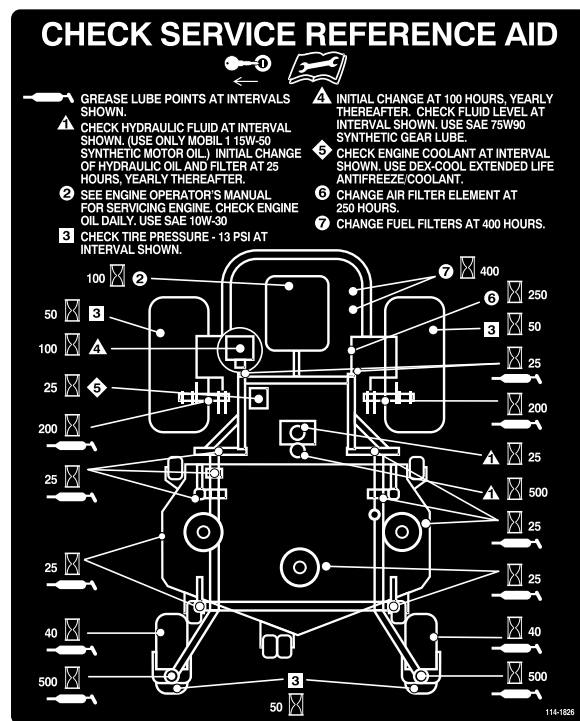 CHECK SERVICE REFERENCE AID
GREASE LUBE POINTS AT INTERVALS
SHOWN.
1 CHECK HYDRAULIC FLUID AT INTERVAL
SHOWN. (USE ONLY MOBIL 1 15W-50
SYNTHETIC MOTOR OIL.) INITIAL CHANGE
OF HYDRAULIC OIL AND FILTER AT 25
HOURS, YEARLY THEREAFTER.
2 SEE ENGINE OPERATOR'S MANUAL
FOR SERVICING ENGINE. CHECK ENGINE
OIL DAILY. USE SAE 10W-30
3 CHECK TIRE PRESSURE - 13 PSI AT
INTERVAL SHOWN.
4 INITIAL CHANGE AT 100 HOURS, YEARLY
THEREAFTER. CHECK FLUID LEVEL AT
INTERVAL SHOWN. USE SAE 75W90
SYNTHETIC GEAR LUBE.
5 CHECK ENGINE COOLANT AT INTERVAL
SHOWN. USE DEX-COOL EXTENDED LIFE
ANTIFREEZE/COOLANT.
6 CHANGE AIR FILTER ELEMENT AT
250 HOURS.
7 CHANGE FUEL FILTERS AT 400 HOURS.
100 2
50 3
100 4
25 5
200
25
25
40
500
7 400
6 250
3 50
25
200
1 25
1 500
25
25
40
500
3
50
114-1826